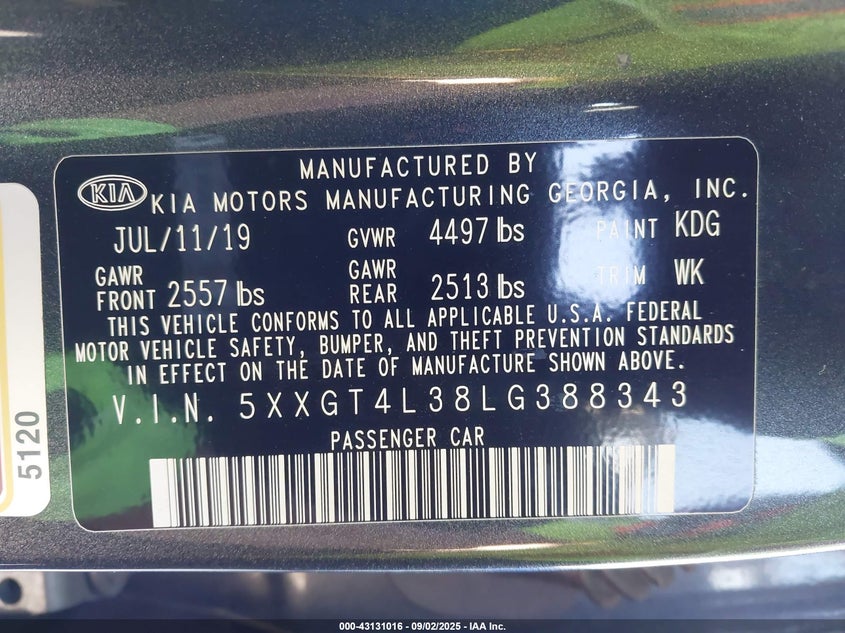 MANUFACTURED BY
KIA KIA MOTORS MANUFACTURING GEORGIA, INC.
JUL/11/19 GVWR 4497 lbs PAINT KDG
GAWR FRONT 2557 lbs GAWR REAR 2513 lbs TRIM WK
THIS VEHICLE CONFORMS TO ALL APPLICABLE U.S.A. FEDERAL
MOTOR VEHICLE SAFETY, BUMPER, AND THEFT PREVENTION STANDARDS
IN EFFECT ON THE DATE OF MANUFACTURE SHOWN ABOVE.
V.I.N. 5XXGT4L38LG388343
PASSENGER CAR
5120
000-43131016 - 09/02/2025 - IAA Inc.